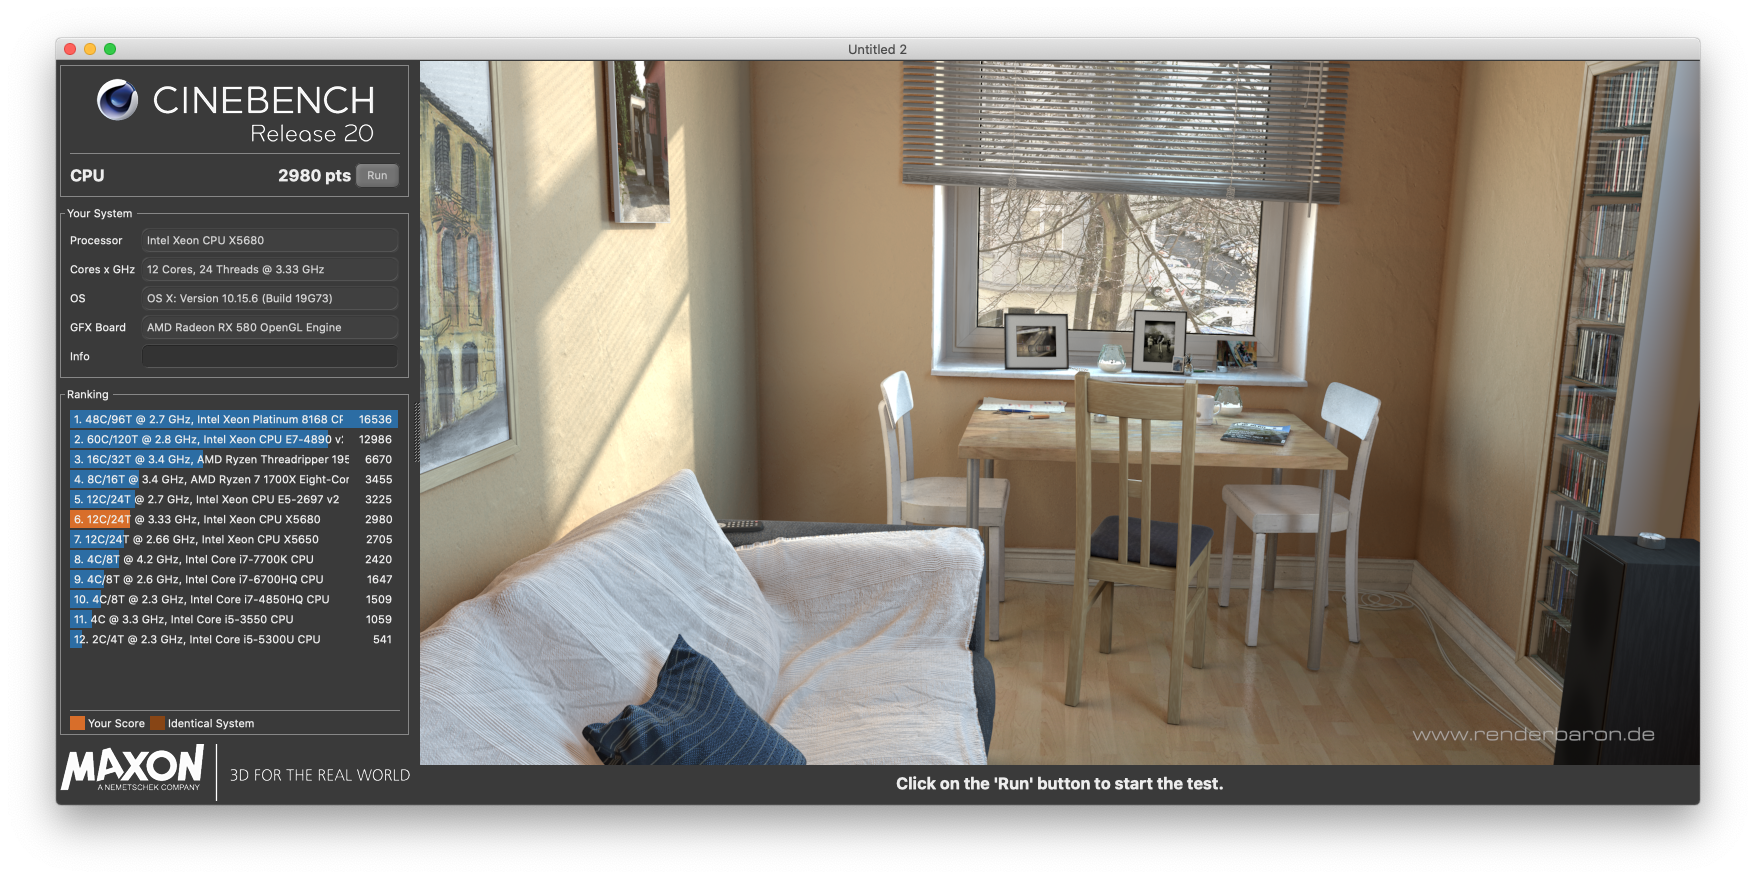 Untitled 2
CINEBENCH
Release 20
CPU 2980 pts Run
Your System
Processor Intel Xeon CPU X5680
Cores x GHz 12 Cores, 24 Threads @ 3.33 GHz
OS OS X: Version 10.15.6 (Build 19G73)
GFX Board AMD Radeon RX 580 OpenGL Engine
Info
Ranking
1. 48C/96T @ 2.7 GHz, Intel Xeon Platinum 8168 CP 16536
2. 60C/120T @ 2.8 GHz, Intel Xeon CPU E7-4890 v2 12986
3. 16C/32T @ 3.4 GHz, AMD Ryzen Threadripper 195 6670
4. 8C/16T @ 3.4 GHz, AMD Ryzen 7 1700X Eight-Cor 3455
5. 12C/24T @ 2.7 GHz, Intel Xeon CPU E5-2697 v2 3225
6. 12C/24T @ 3.33 GHz, Intel Xeon CPU X5680 2980
7. 12C/24T @ 2.66 GHz, Intel Xeon CPU X5650 2705
8. 4C/8T @ 4.2 GHz, Intel Core i7-7700K CPU 2420
9. 4C/8T @ 2.6 GHz, Intel Core i7-6700HQ CPU 1647
10. 4C/8T @ 2.3 GHz, Intel Core i7-4850HQ CPU 1509
11. 4C @ 3.3 GHz, Intel Core i5-3550 CPU 1059
12. 2C/4T @ 2.3 GHz, Intel Core i5-5300U CPU 541
Your Score Identical System
MAXON
A NEMETSCHEK COMPANY
3D FOR THE REAL WORLD
www.renderbaron.de
Click on the 'Run' button to start the test.